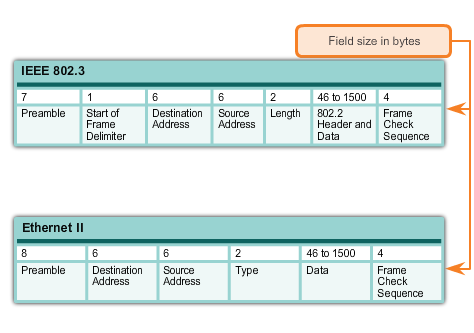 Field size in bytes
IEEE 802.3
7 1 6 6 2 46 to 1500 4
Preamble Start of Frame Delimiter Destination Address Source Address Length 802.2 Header and Data Frame Check Sequence
Ethernet II
8 6 6 2 46 to 1500 4
Preamble Destination Address Source Address Type Data Frame Check Sequence